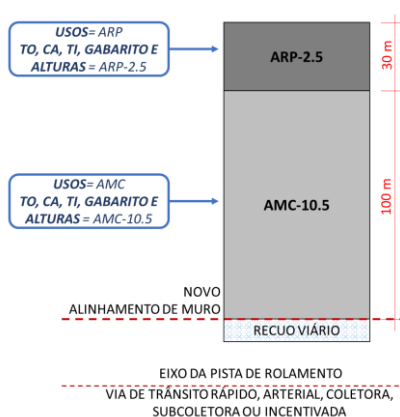 USOS= ARP
TO, CA, TI, GABARITO E
ALTURAS = ARP-2.5
ARP-2.5
30 m
USOS= AMC
TO, CA, TI, GABARITO E
ALTURAS = AMC-10.5
AMC-10.5
100 m
NOVO
ALINHAMENTO DE MURO
RECUO VIÁRIO
EIXO DA PISTA DE ROLAMENTO
VIA DE TRÂNSITO RÁPIDO, ARTERIAL, COLETORA,
SUBCOLETORA OU INCENTIVADA